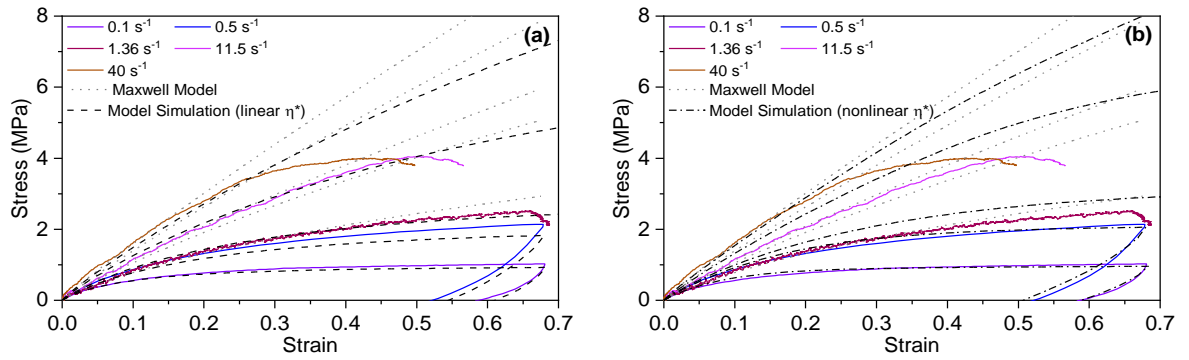 (a)
0.1 s⁻¹ 0.5 s⁻¹
1.36 s⁻¹ 11.5 s⁻¹
40 s⁻¹
Maxwell Model
Model Simulation (linear η*)
Stress (MPa)
8
6
4
2
0
0.0 0.1 0.2 0.3 0.4 0.5 0.6 0.7
Strain
(b)
0.1 s⁻¹ 0.5 s⁻¹
1.36 s⁻¹ 11.5 s⁻¹
40 s⁻¹
Maxwell Model
Model Simulation (nonlinear η*)
Stress (MPa)
8
6
4
2
0
0.0 0.1 0.2 0.3 0.4 0.5 0.6 0.7
Strain